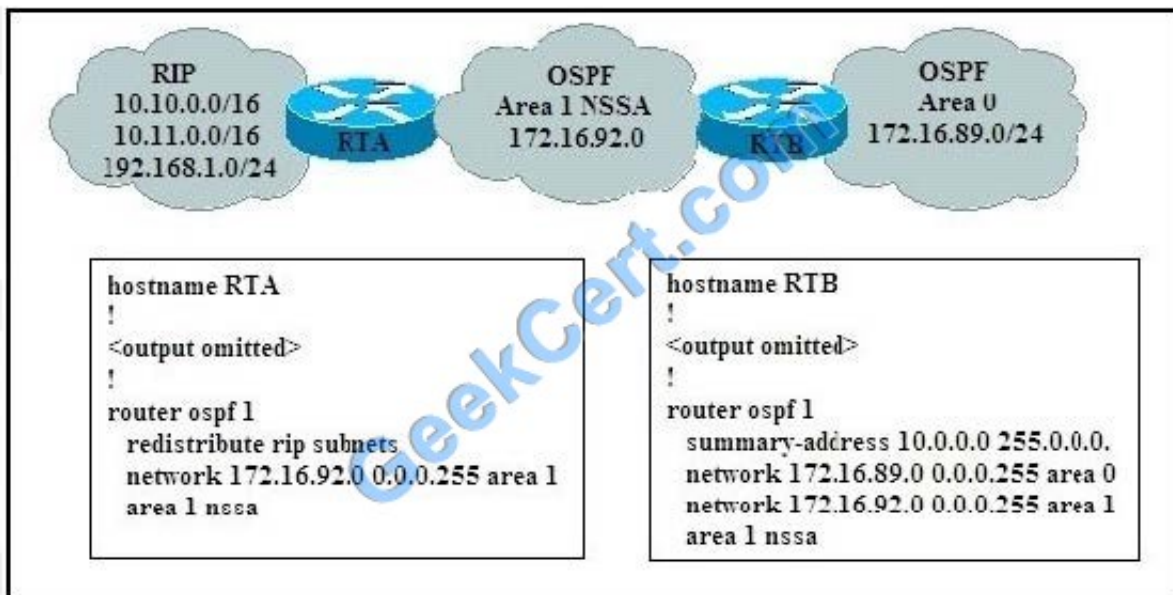 RIP
10.10.0.0/16
10.11.0.0/16
192.168.1.0/24
RTA
OSPF
Area 1 NSSA
172.16.92.0
RTB
OSPF
Area 0
172.16.89.0/24
GeekCert.com
hostname RTA
!
<output omitted>
!
router ospf 1
redistribute rip subnets
network 172.16.92.0 0.0.0.255 area 1
area 1 nssa
hostname RTB
!
<output omitted>
!
router ospf 1
summary-address 10.0.0.0 255.0.0.0.
network 172.16.89.0 0.0.0.255 area 0
network 172.16.92.0 0.0.0.255 area 1
area 1 nssa